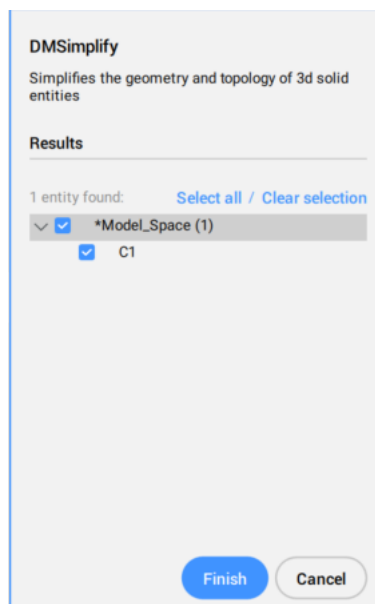 DMSimplify
Simplifies the geometry and topology of 3d solid
entities
Results
1 entity found: Select all / Clear selection
*Model_Space (1)
C1
Finish Cancel